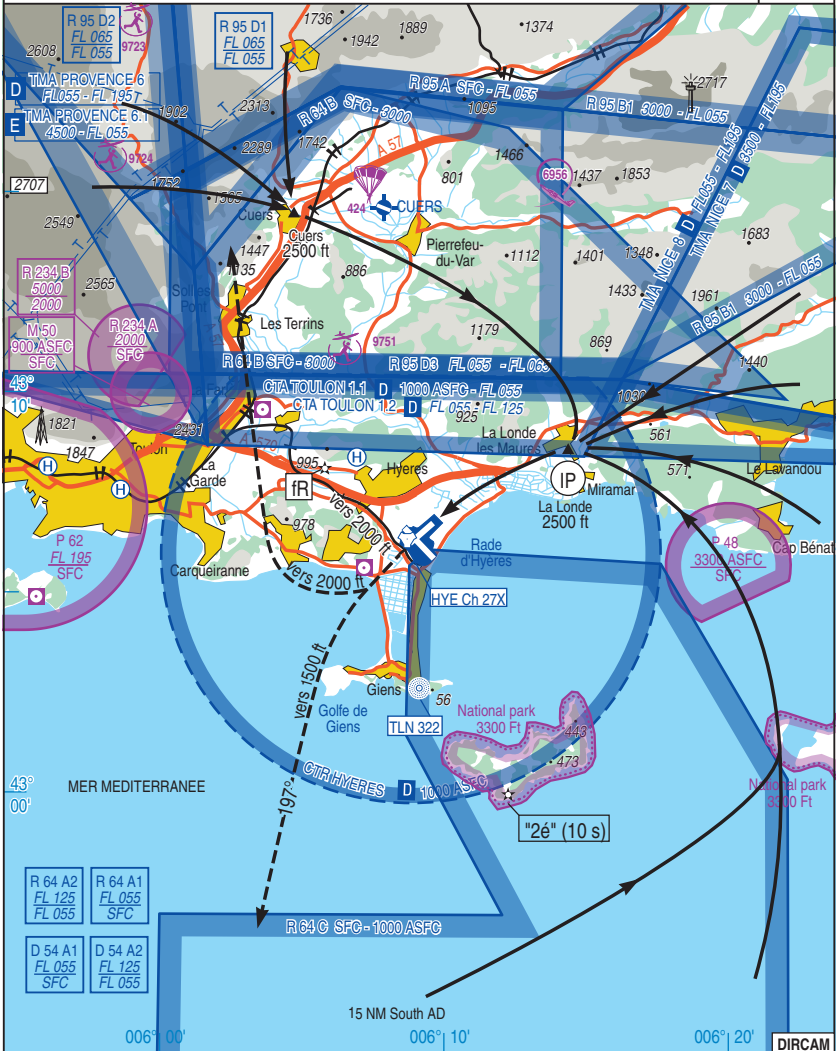 R 95 D2
FL 065
FL 055
9723
R 95 D1
FL 065
FL 055
1736
1942
1889
1374
2608
2717
D
TMA PROVENCE 6
FL055 - FL 195
E
TMA PROVENCE 6.1
4500 - FL 055
1902
2313
R 64 B SFC - 3000
R 95 A SFC - FL 055
1095
R 95 B1 3000 - FL 055
9724
2289
1742
A 57
1466
801
6956
1437
1853
2707
1752
1585
424
CUERS
2549
Cuers
Cuers
2500 ft
1447
Pierrefeu-
du-Var
1112
1401
1348
1683
TMA NICE 8 D FL055 - FL195
TMA NICE 7 D 3500 - FL195
R 234 B
5000
2000
2565
886
1433
1961
R 95 B1 3000 - FL 055
M 50
900 ASFC
SFC
R 234 A
2000
SFC
Les Terrins
9751
1179
869
R 64 B SFC - 3000
R 95 D3 FL 055 - FL 065
1440
43°
10'
CTA TOULON 1.1 D 1000 ASFC - FL 055
CTA TOULON 1.2 D FL 055 - FL 125
925
1821
2431
La Londe
les Maures
561
1847
H
Toulon
A 570
995
H
Hyeres
571
Le Lavandou
H
La
Garde
fR
IP
Miramar
La Londe
2500 ft
978
vers 2000 ft
P 62
FL 195
SFC
P 48
3300 ASFC
SFC
Cap Bénat
Carqueiranne
vers 2000 ft
Rade
d'Hyères
HYE Ch 27X
vers 1500 ft
Giens
56
Golfe de
Giens
TLN 322
National park
3300 Ft
443
473
43°
00'
MER MEDITERRANEE
197°
CTR HYERES D 1000 ASFC
National park
3300 Ft
"2é" (10 s)
R 64 A2
FL 125
FL 055
R 64 A1
FL 055
SFC
R 64 C SFC - 1000 ASFC
D 54 A1
FL 055
SFC
D 54 A2
FL 125
FL 055
15 NM South AD
006° 00'
006° 10'
006° 20'
DIRCAM